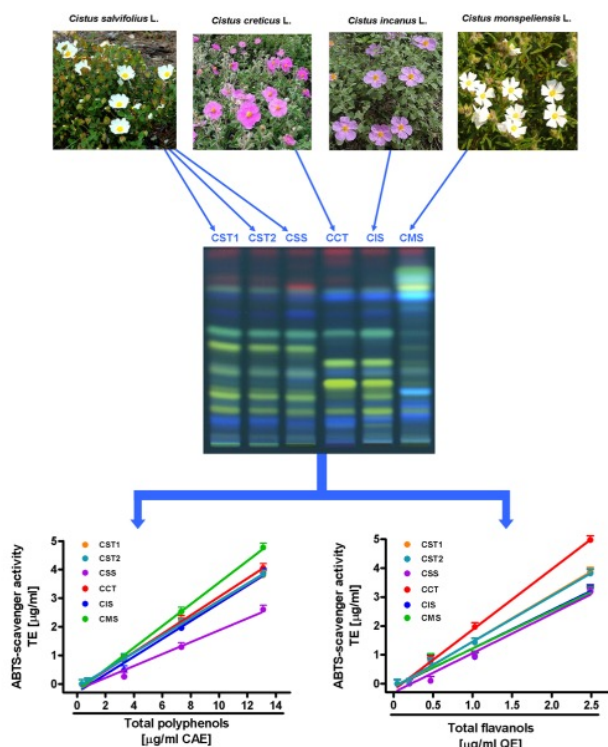 Cistus salvifolius L. Cistus creticus L. Cistus incanus L. Cistus monspeliensis L.
CST1 CST2 CSS CCT CIS CMS
ABTS-scavenger activity
TE [µg/ml]
5
4
3
2
1
0
CST1
CST2
CSS
CCT
CIS
CMS
0 2 4 6 8 10 12 14
Total polyphenols
[µg/ml CAE]
ABTS-scavenger activity
TE [µg/ml]
5
4
3
2
1
0
CST1
CST2
CSS
CCT
CIS
CMS
0.0 0.5 1.0 1.5 2.0 2.5
Total flavanols
[µg/ml QE]